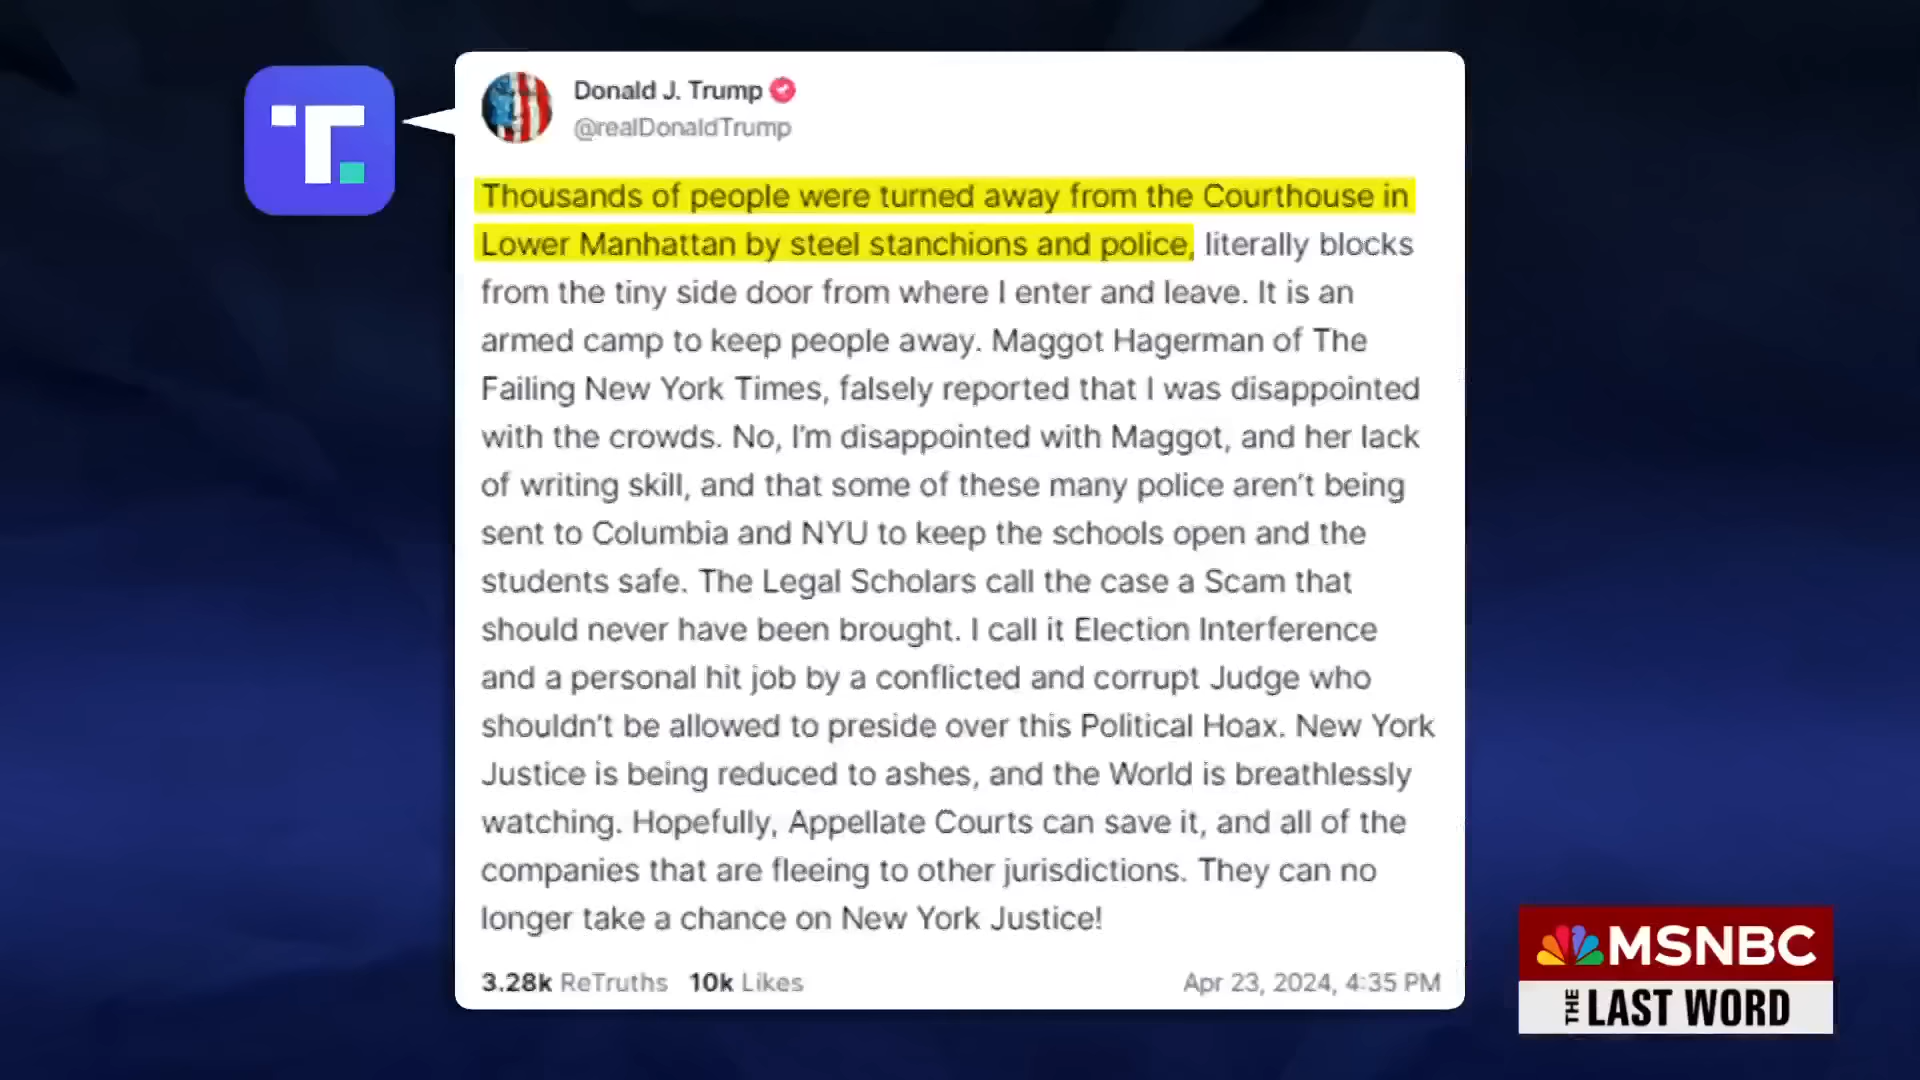 T.
Donald J. Trump
@realDonaldTrump
Thousands of people were turned away from the Courthouse in
Lower Manhattan by steel stanchions and police, literally blocks
from the tiny side door from where I enter and leave. It is an
armed camp to keep people away. Maggot Hagerman of The
Failing New York Times, falsely reported that I was disappointed
with the crowds. No, I'm disappointed with Maggot, and her lack
of writing skill, and that some of these many police aren't being
sent to Columbia and NYU to keep the schools open and the
students safe. The Legal Scholars call the case a Scam that
should never have been brought. I call it Election Interference
and a personal hit job by a conflicted and corrupt Judge who
shouldn't be allowed to preside over this Political Hoax. New York
Justice is being reduced to ashes, and the World is breathlessly
watching. Hopefully, Appellate Courts can save it, and all of the
companies that are fleeing to other jurisdictions. They can no
longer take a chance on New York Justice!
3.28k ReTruths 10k Likes Apr 23, 2024, 4:35 PM
MSNBC
THE LAST WORD